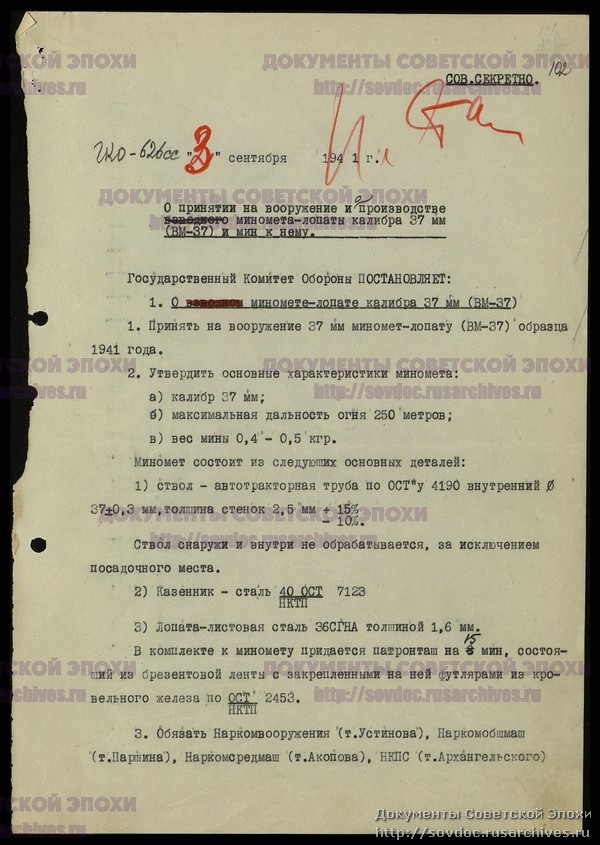 102
СОВ.СЕКРЕТНО.
ГКО-626сс "3" сентября 1941 г.
О принятии на вооружение и о производстве
взводного миномета-лопаты калибра 37 мм
(ВМ-37) и мин к нему.
Государственный Комитет Обороны ПОСТАНОВЛЯЕТ:
1. О взводном миномете-лопате калибра 37 мм (ВМ-37)
1. Принять на вооружение 37 мм миномет-лопату (ВМ-37) образца
1941 года.
2. Утвердить основные характеристики миномета:
а) калибр 37 мм;
б) максимальная дальность огня 250 метров;
в) вес мины 0,4 - 0,5 кгр.
Миномет состоит из следующих основных деталей:
1) ствол - автотракторная труба по ОСТ"у 4190 внутренний Ø
37±0,3 мм, толщина стенок 2,5 мм + 15%
- 10%.
Ствол снаружи и внутри не обрабатывается, за исключением
посадочного места.
2) Казенник - сталь 40 ОСТ 7123
НКТП
3) Лопата-листовая сталь 36СГНА толщиной 1,6 мм.
В комплекте к миномету придается патронташ на 15 мин, состоя-
щий из брезентовой ленты с закрепленными на ней футлярами из кро-
вельного железа по ОСТ 2453.
НКТП
3. Обязать Наркомвооружения (т.Устинова), Наркомобщмаш
(т.Паршина), Наркомсредмаш (т.Акопова), НКПС (т.Архангельского)
ДОКУМЕНТЫ СОВЕТСКОЙ ЭПОХИ
http://sovdoc.rusarchives.ru
Документы Советской Эпохи
http://sovdoc.rusarchives.ru